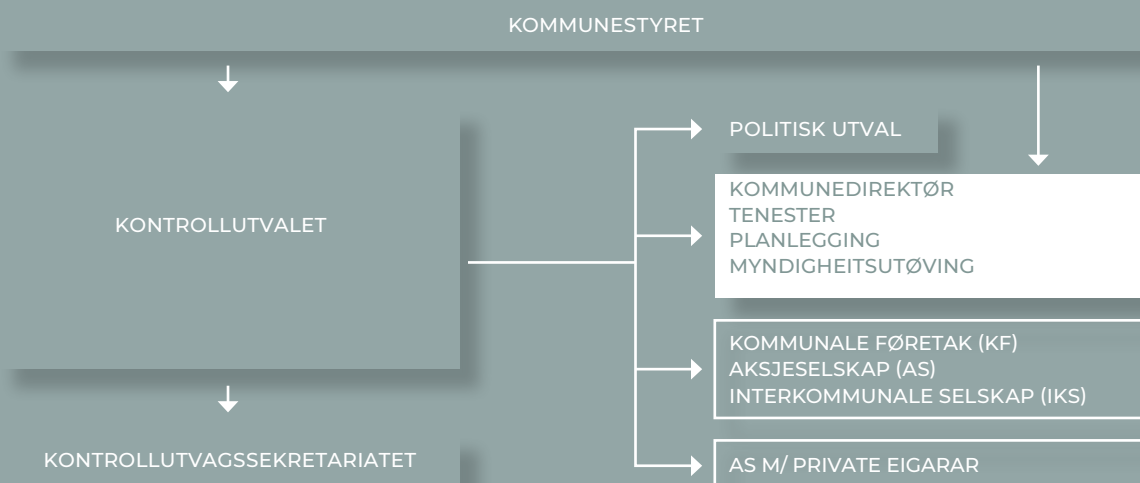 KOMMUNESTYRET
KONTROLLUTVALET
KONTROLLUTVAGSSEKRETARIATET
POLITISK UTVAL
KOMMUNEDIREKTØR
TENESTER
PLANLEGGING
MYNDIGHEITSUTØVING
KOMMUNALE FØRETAK (KF)
AKSJESELSKAP (AS)
INTERKOMMUNALE SELSKAP (IKS)
AS M/ PRIVATE EIGARAR